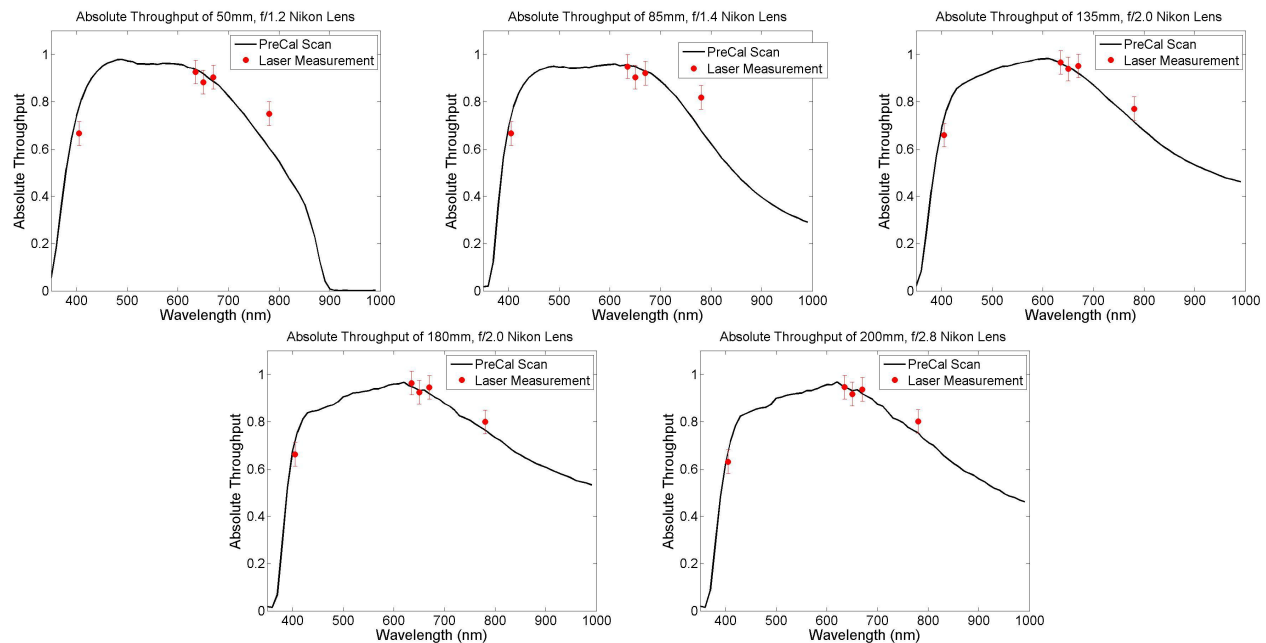 Absolute Throughput of 50mm, f/1.2 Nikon Lens
PreCal Scan
Laser Measurement
1
0.8
0.6
0.4
0.2
0
400 500 600 700 800 900 1000
Absolute Throughput
Wavelength (nm)
Absolute Throughput of 85mm, f/1.4 Nikon Lens
PreCal Scan
Laser Measurement
1
0.8
0.6
0.4
0.2
0
400 500 600 700 800 900 1000
Absolute Throughput
Wavelength (nm)
Absolute Throughput of 135mm, f/2.0 Nikon Lens
PreCal Scan
Laser Measurement
1
0.8
0.6
0.4
0.2
0
400 500 600 700 800 900 1000
Absolute Throughput
Wavelength (nm)
Absolute Throughput of 180mm, f/2.0 Nikon Lens
PreCal Scan
Laser Measurement
1
0.8
0.6
0.4
0.2
0
400 500 600 700 800 900 1000
Absolute Throughput
Wavelength (nm)
Absolute Throughput of 200mm, f/2.8 Nikon Lens
PreCal Scan
Laser Measurement
1
0.8
0.6
0.4
0.2
0
400 500 600 700 800 900 1000
Absolute Throughput
Wavelength (nm)